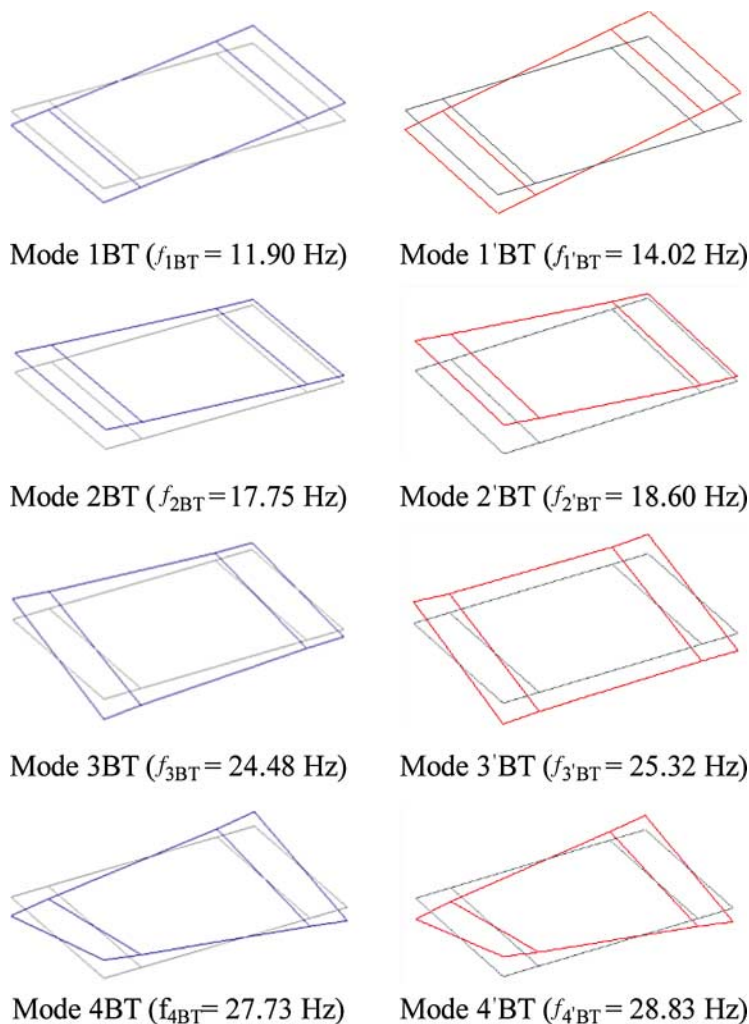 Mode 1BT (f1BT = 11.90 Hz) Mode 1'BT (f1'BT = 14.02 Hz)
Mode 2BT (f2BT = 17.75 Hz) Mode 2'BT (f2'BT = 18.60 Hz)
Mode 3BT (f3BT = 24.48 Hz) Mode 3'BT (f3'BT = 25.32 Hz)
Mode 4BT (f4BT = 27.73 Hz) Mode 4'BT (f4'BT = 28.83 Hz)